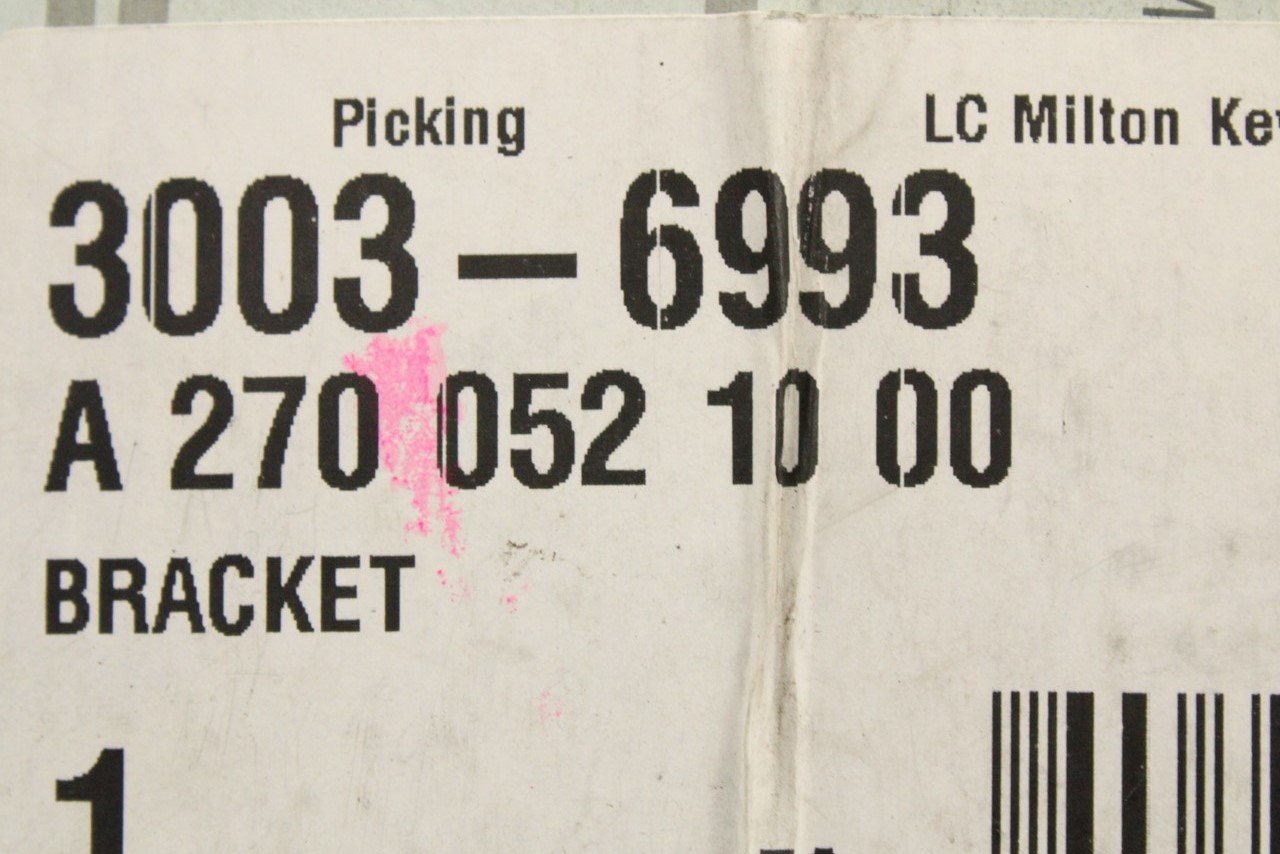 Picking LC Milton
3003 – 6993
A 270 052 10 00
BRACKET
1